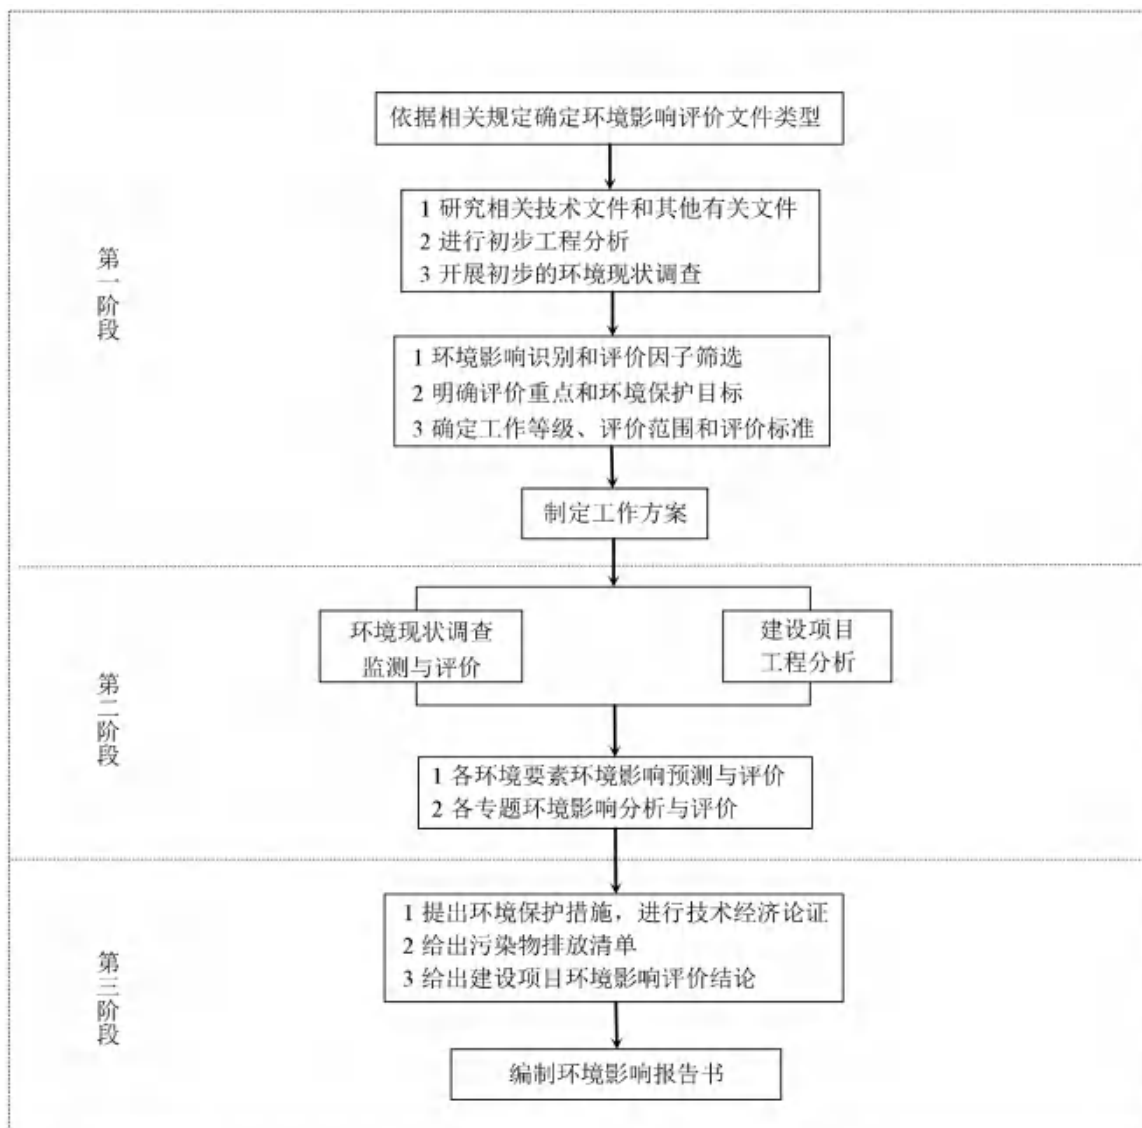 依据相关规定确定环境影响评价文件类型
1 研究相关技术文件和其他有关文件
2 进行初步工程分析
3 开展初步的环境现状调查
第一阶段
1 环境影响识别和评价因子筛选
2 明确评价重点和环境保护目标
3 确定工作等级、评价范围和评价标准
制定工作方案
环境现状调查
监测与评价
建设项目
工程分析
第二阶段
1 各环境要素环境影响预测与评价
2 各专题环境影响分析与评价
1 提出环境保护措施，进行技术经济论证
2 给出污染物排放清单
3 给出建设项目环境影响评价结论
第三阶段
编制环境影响报告书